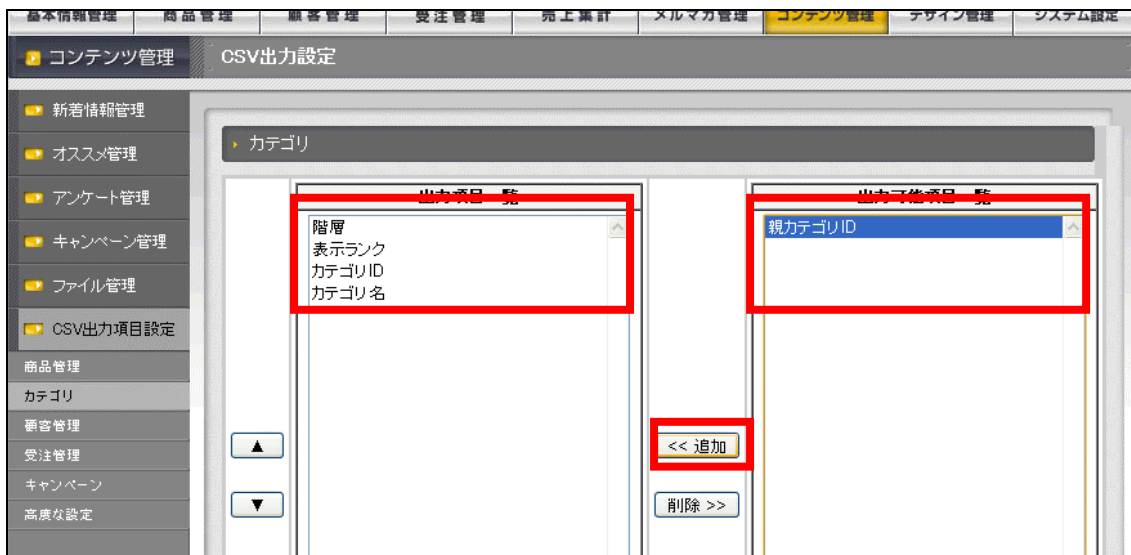 基本情報管理
商品管理
顧客管理
受注管理
売上集計
メルマガ管理
コンテンツ管理
デザイン管理
システム設定
コンテンツ管理
CSV出力設定
新着情報管理
オススメ管理
アンケート管理
キャンペーン管理
ファイル管理
CSV出力項目設定
商品管理
カテゴリ
顧客管理
受注管理
キャンペーン
高度な設定
カテゴリ
出力項目一覧
階層
表示ランク
カテゴリID
カテゴリ名
▲
▼
<< 追加
削除 >>
出力可能項目一覧
親カテゴリID